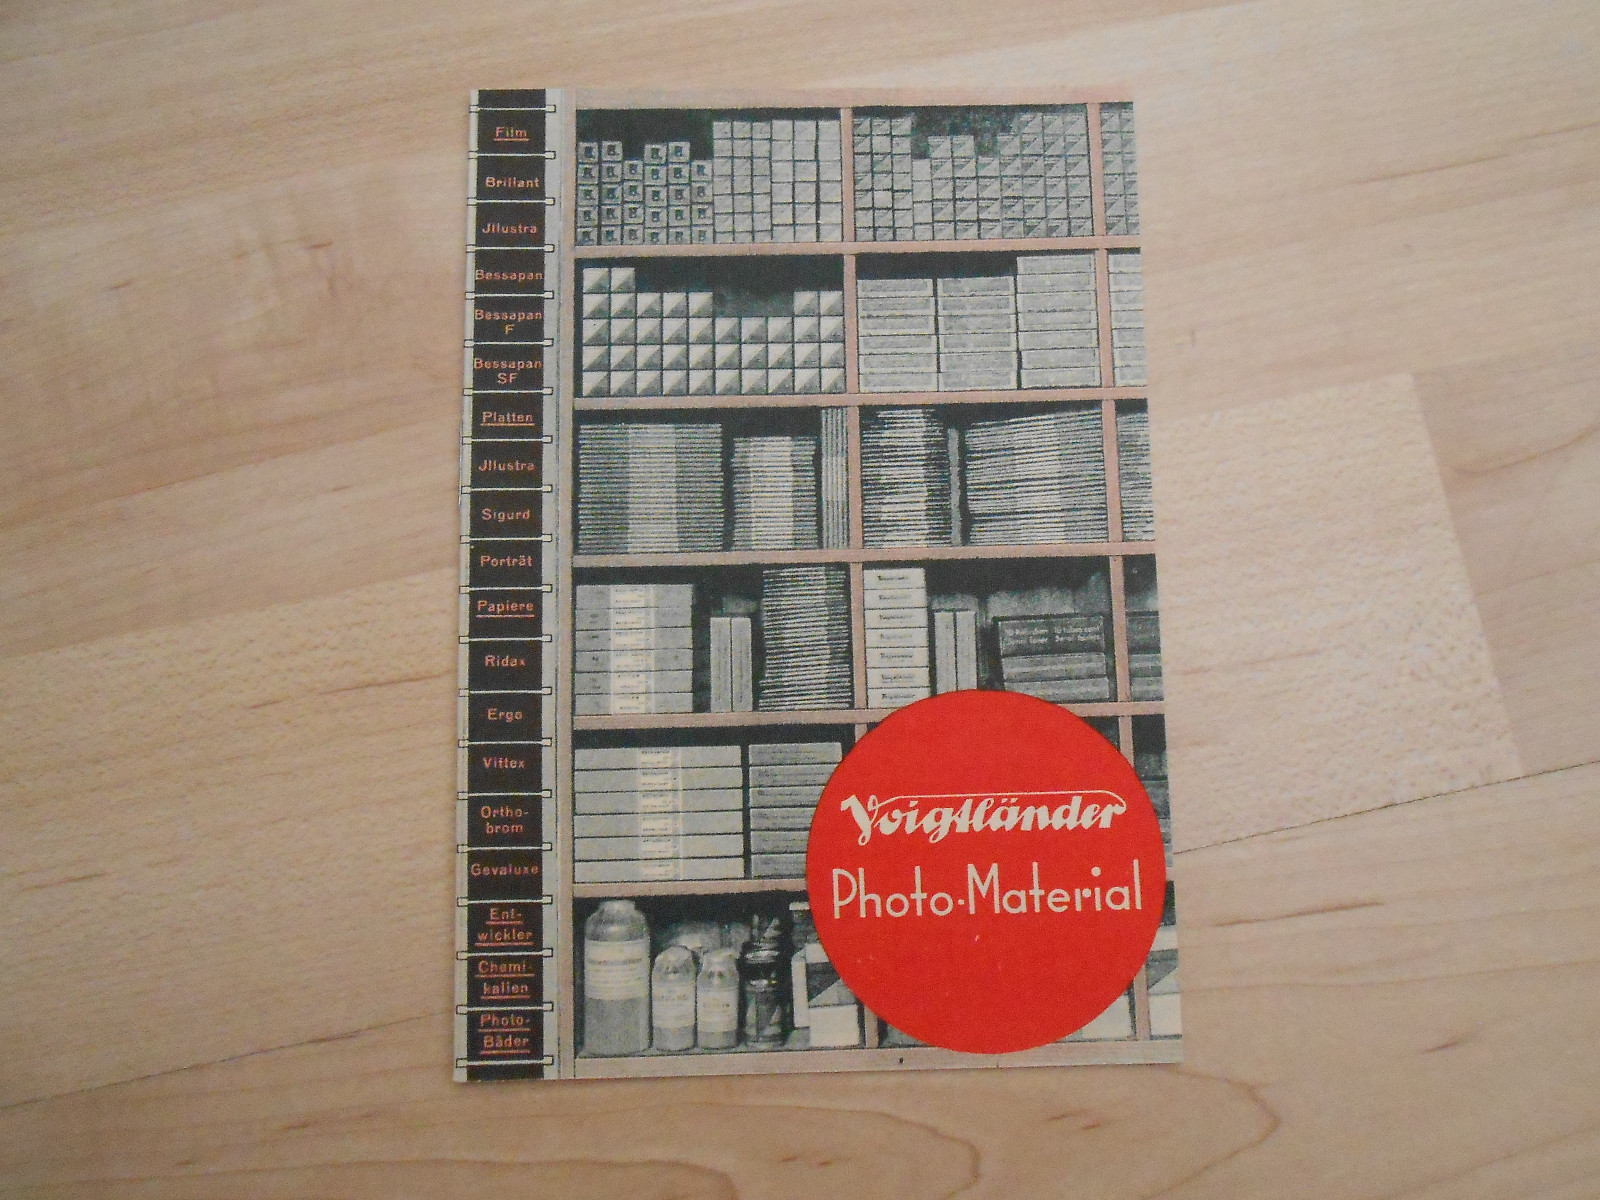 Film
Brillant
Jllustra
Bessapan
Bessapan
F
Bessapan
SF
Platten
Jllustra
Sigurd
Porträt
Papiere
Ridax
Ergo
Vittex
Ortho-
brom
Gevaluxe
Ent-
wickler
Chemi-
kalien
Photo-
Bäder
Voigtländer
Photo-Material